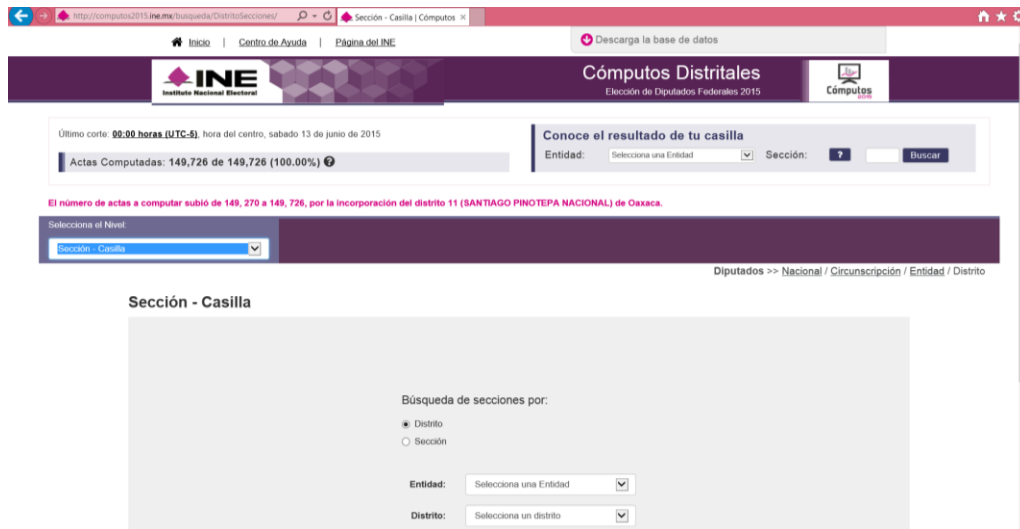 http://computos2015.ine.mx/busqueda/DistritoSecciones/
Sección - Casilla | Cómputos
Inicio | Centro de Ayuda | Página del INE
Descarga la base de datos
INE
Instituto Nacional Electoral
Cómputos Distritales
Elección de Diputados Federales 2015
Cómputos
2015
Último corte: 00:00 horas (UTC-5), hora del centro, sabado 13 de junio de 2015
Actas Computadas: 149,726 de 149,726 (100.00%) ?
Conoce el resultado de tu casilla
Entidad: Selecciona una Entidad Sección: ? Buscar
El número de actas a computar subió de 149, 270 a 149, 726, por la incorporación del distrito 11 (SANTIAGO PINOTEPA NACIONAL) de Oaxaca.
Selecciona el Nivel:
Sección - Casilla
Diputados >> Nacional / Circunscripción / Entidad / Distrito
Sección - Casilla
Búsqueda de secciones por:
Distrito
Sección
Entidad: Selecciona una Entidad
Distrito: Selecciona un distrito